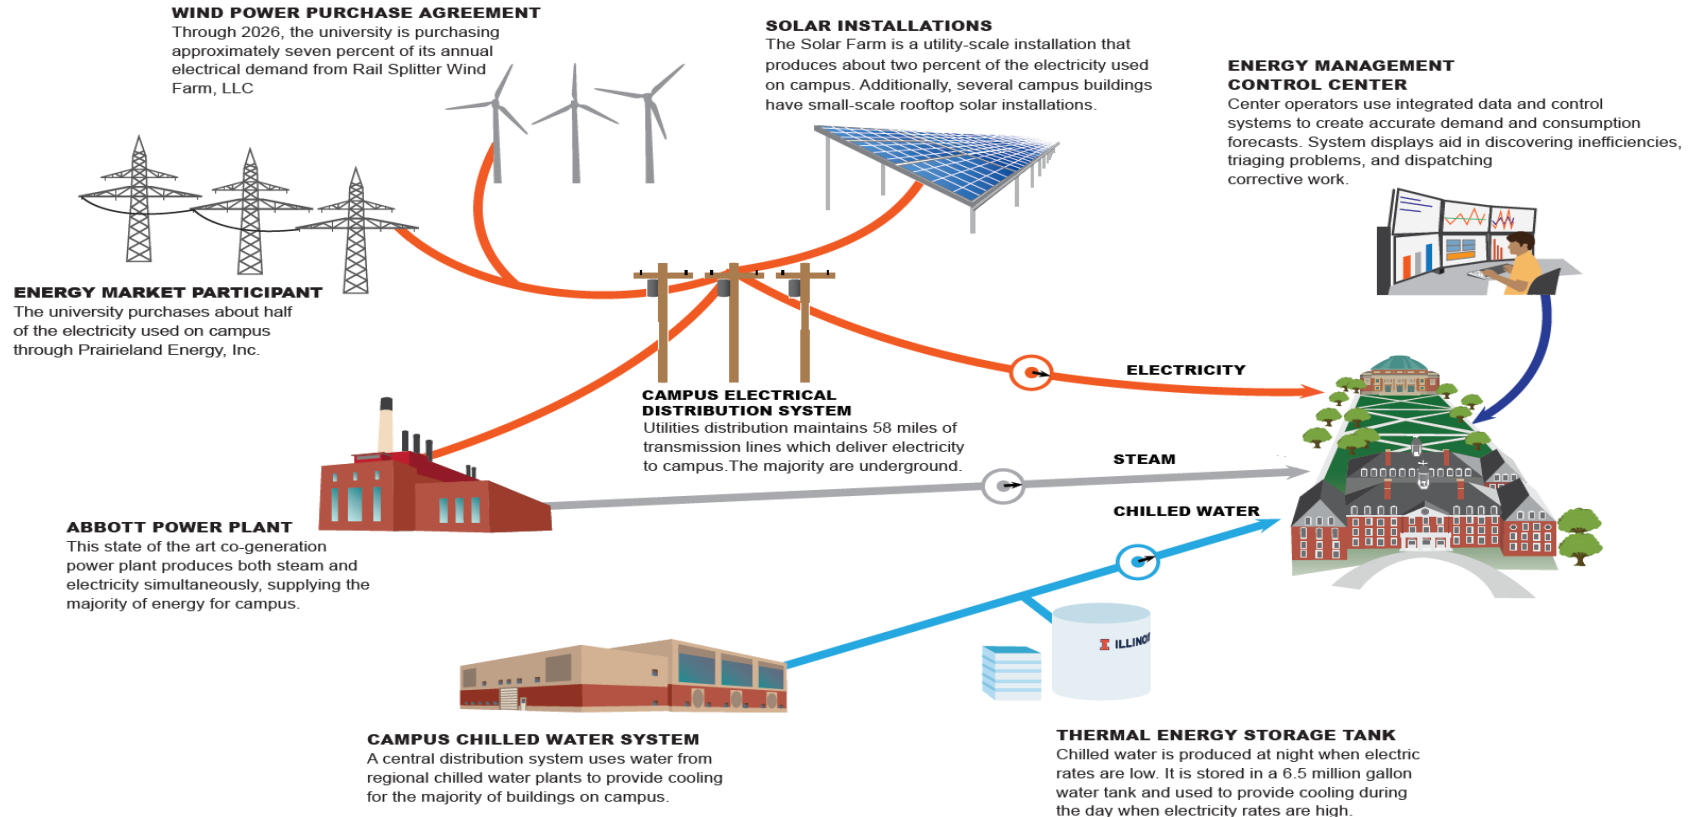 WIND POWER PURCHASE AGREEMENT
Through 2026, the university is purchasing
approximately seven percent of its annual
electrical demand from Rail Splitter Wind
Farm, LLC
SOLAR INSTALLATIONS
The Solar Farm is a utility-scale installation that
produces about two percent of the electricity used
on campus. Additionally, several campus buildings
have small-scale rooftop solar installations.
ENERGY MANAGEMENT
CONTROL CENTER
Center operators use integrated data and control
systems to create accurate demand and consumption
forecasts. System displays aid in discovering inefficiencies,
triaging problems, and dispatching
corrective work.
ENERGY MARKET PARTICIPANT
The university purchases about half
of the electricity used on campus
through Prairieland Energy, Inc.
CAMPUS ELECTRICAL
DISTRIBUTION SYSTEM
Utilities distribution maintains 58 miles of
transmission lines which deliver electricity
to campus.The majority are underground.
ELECTRICITY
STEAM
CHILLED WATER
ABBOTT POWER PLANT
This state of the art co-generation
power plant produces both steam and
electricity simultaneously, supplying the
majority of energy for campus.
I ILLINOI
CAMPUS CHILLED WATER SYSTEM
A central distribution system uses water from
regional chilled water plants to provide cooling
for the majority of buildings on campus.
THERMAL ENERGY STORAGE TANK
Chilled water is produced at night when electric
rates are low. It is stored in a 6.5 million gallon
water tank and used to provide cooling during
the day when electricity rates are high.